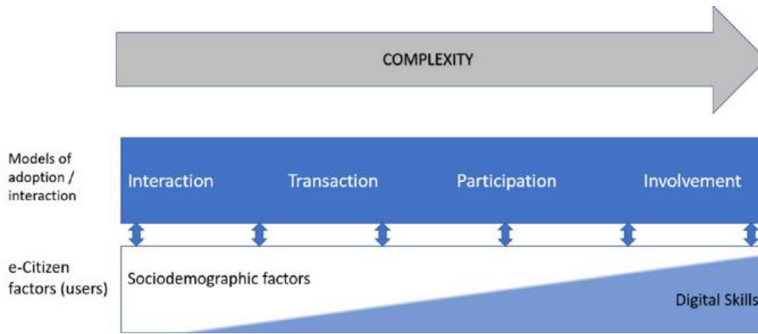 COMPLEXITY
Models of
adoption /
interaction
Interaction Transaction Participation Involvement
e-Citizen
factors (users)
Sociodemographic factors
Digital Skills